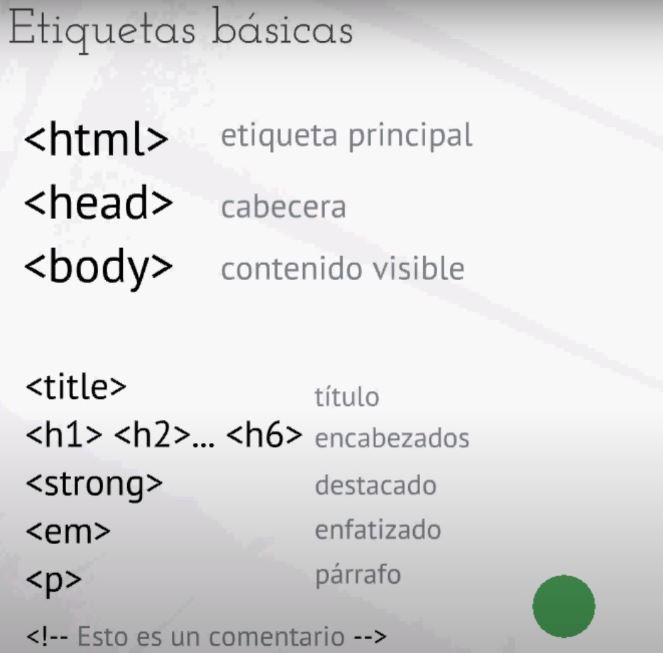 Etiquetas básicas
<html> etiqueta principal
<head> cabecera
<body> contenido visible
<title> título
<h1> <h2>... <h6> encabezados
<strong> destacado
<em> enfatizado
<p> párrafo
<!-- Esto es un comentario -->